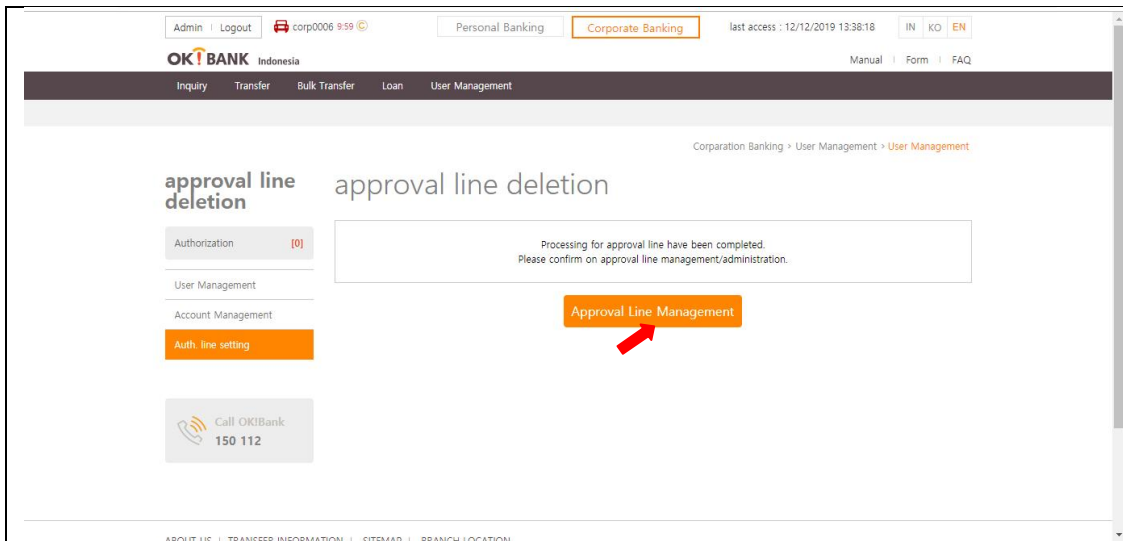 Admin Logout corp0006 9:59 C Personal Banking Corporate Banking last access : 12/12/2019 13:38:18 IN KO EN
OK! BANK Indonesia Manual Form FAQ
Inquiry Transfer Bulk Transfer Loan User Management
Corparation Banking > User Management > User Management
approval line
deletion
approval line deletion
Authorization [0]
Processing for approval line have been completed.
Please confirm on approval line management/administration.
User Management
Account Management
Auth. line setting
Approval Line Management
Call OK!Bank
150 112
ABOUT US | TRANSFER INFORMATION | SITEMAP | BRANCH LOCATION